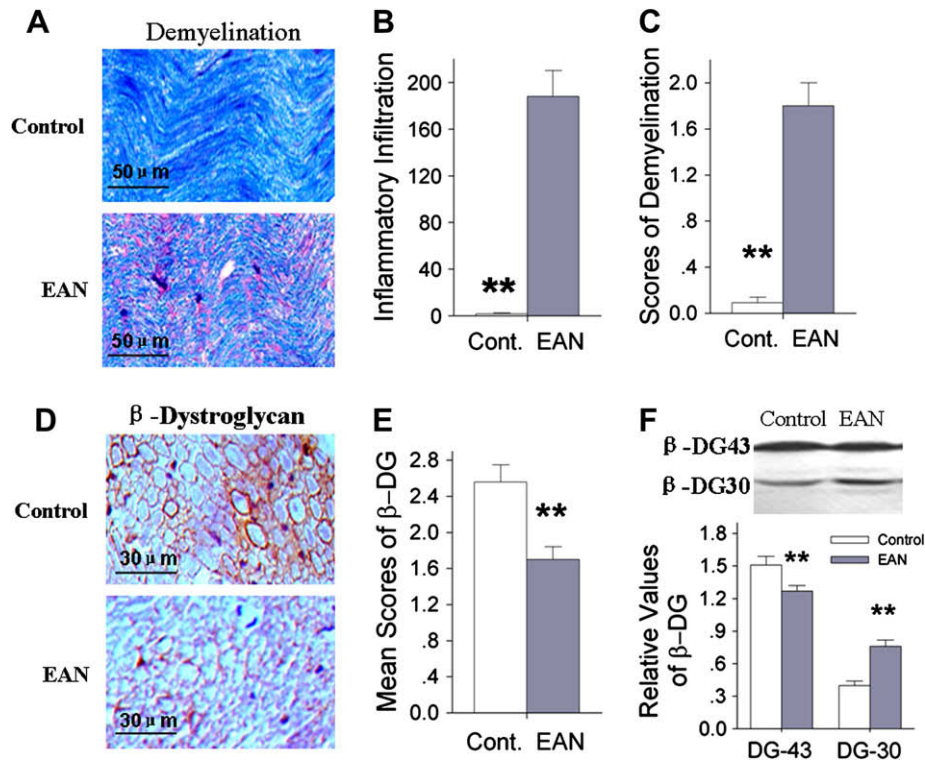 A
Demyelination
Control
50 μm
EAN
50 μm
B
Inflammatory Infiltration
200
160
120
80
40
0
**
Cont. EAN
C
Scores of Demyelination
2.0
1.6
1.2
.8
.4
0.0
**
Cont. EAN
D
β-Dystroglycan
Control
30 μm
EAN
30 μm
E
Mean Scores of β-DG
2.8
2.4
2.0
1.6
1.2
.8
.4
0.0
**
Cont. EAN
F
Control EAN
β-DG43
β-DG30
Relative Values
of β-DG
1.8
1.5
1.2
.9
.6
.3
0.0
Control
EAN
**
**
DG-43 DG-30